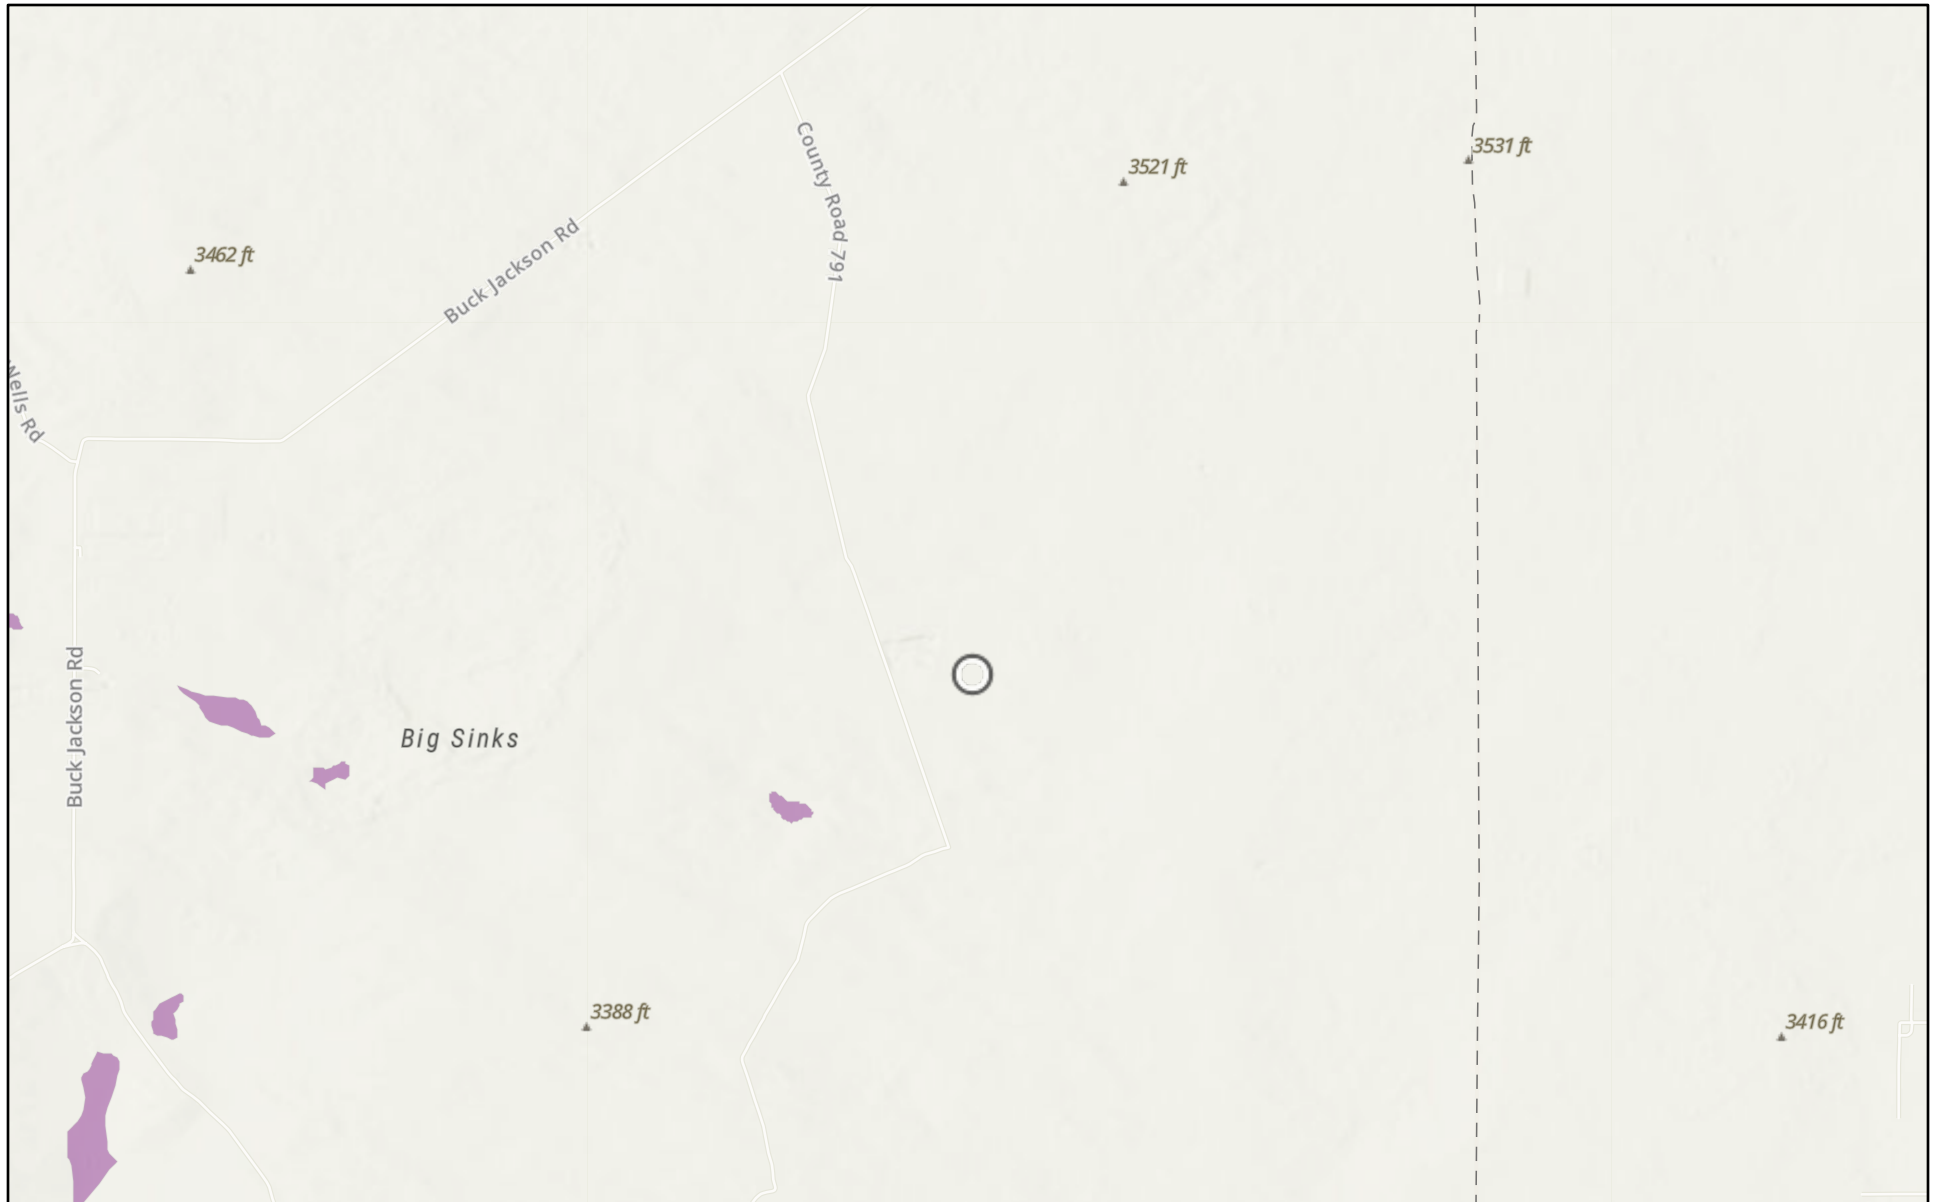 3531 ft
3521 ft
County Road 791
3462 ft
Buck Jackson Rd
Nells Rd
Buck Jackson Rd
Big Sinks
3388 ft
3416 ft